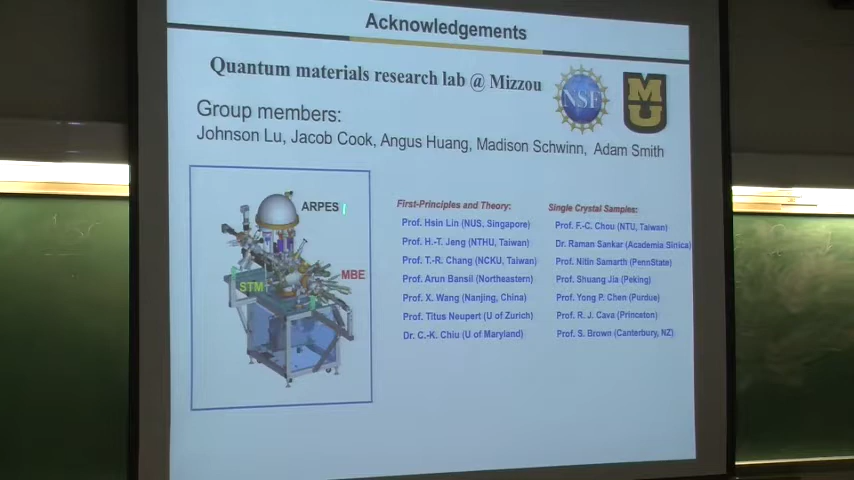 Acknowledgements
Quantum materials research lab @ Mizzou
NSF
MU
Group members:
Johnson Lu, Jacob Cook, Angus Huang, Madison Schwinn, Adam Smith
ARPES
STM
MBE
First-Principles and Theory:
Prof. Hsin Lin (NUS, Singapore)
Prof. H.-T. Jeng (NTHU, Taiwan)
Prof. T.-R. Chang (NCKU, Taiwan)
Prof. Arun Bansil (Northeastern)
Prof. X. Wang (Nanjing, China)
Prof. Titus Neupert (U of Zurich)
Dr. C.-K. Chiu (U of Maryland)
Single Crystal Samples:
Prof. F.-C. Chou (NTU, Taiwan)
Dr. Raman Sankar (Academia Sinica)
Prof. Nitin Samarth (PennState)
Prof. Shuang Jia (Peking)
Prof. Yong P. Chen (Purdue)
Prof. R. J. Cava (Princeton)
Prof. S. Brown (Canterbury, NZ)